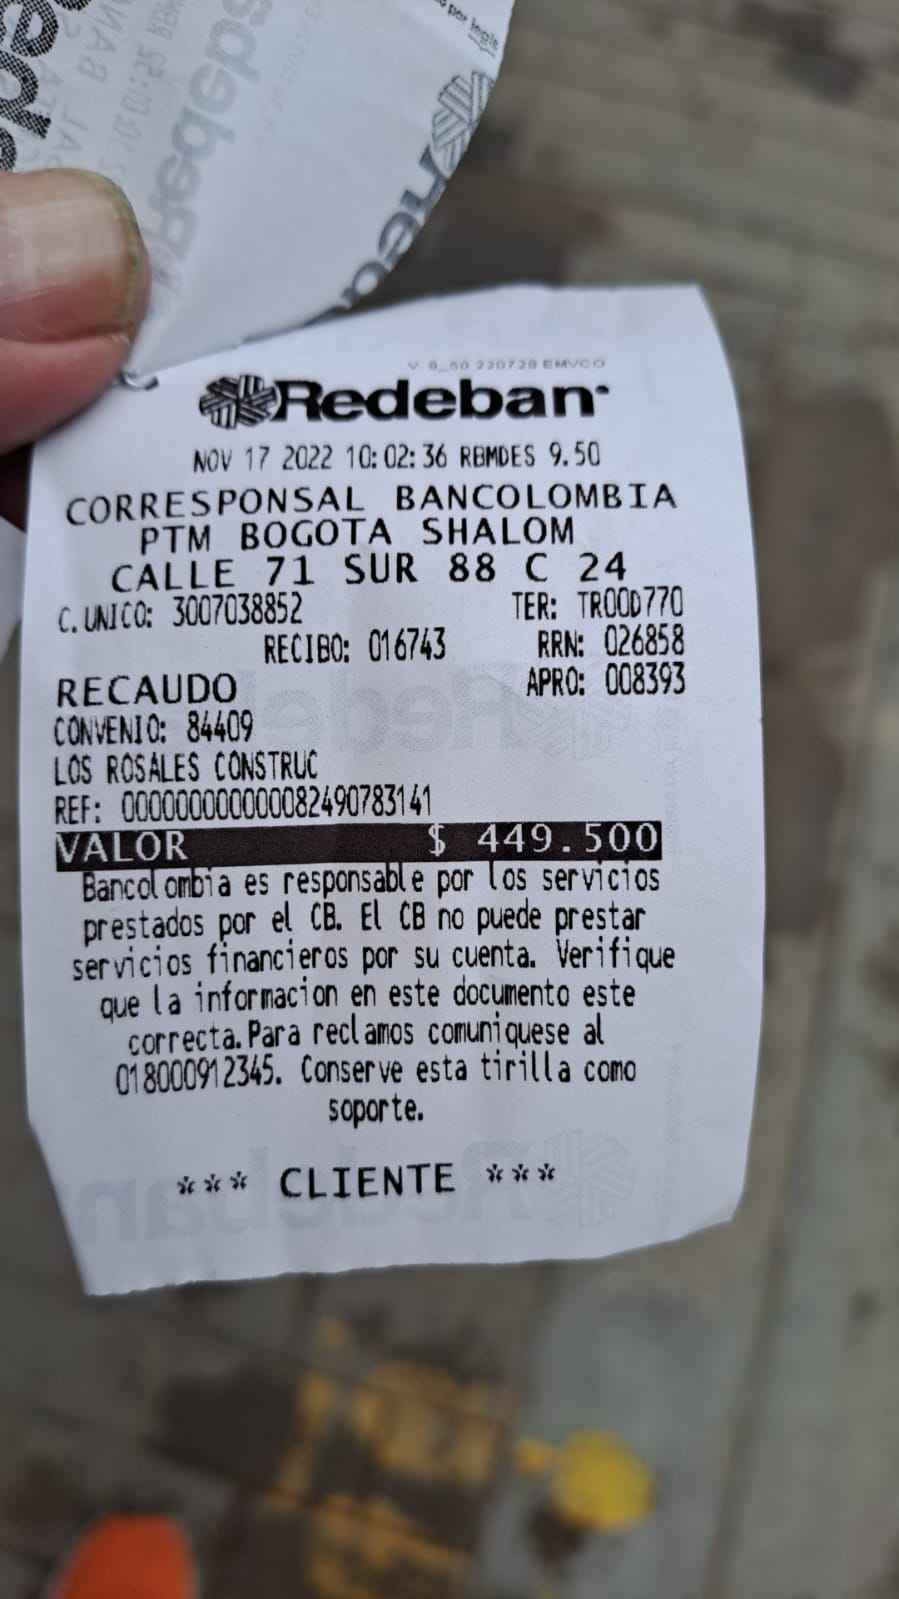 V. 9_50 220728 EMVCO
Redeban
NOV 17 2022 10:02:36 RBMDES 9.50
CORRESPONSAL BANCOLOMBIA
PTM BOGOTA SHALOM
CALLE 71 SUR 88 C 24
C.UNICO: 3007038852 TER: TR00D770
RECIBO: 016743 RRN: 026858
RECAUDO APRO: 008393
CONVENIO: 84409
LOS ROSALES CONSTRUC
REF: 00000000000082490783141
VALOR $ 449.500
Bancolombia es responsable por los servicios
prestados por el CB. El CB no puede prestar
servicios financieros por su cuenta. Verifique
que la informacion en este documento este
correcta.Para reclamos comuniquese al
018000912345. Conserve esta tirilla como
soporte.
*** CLIENTE ***